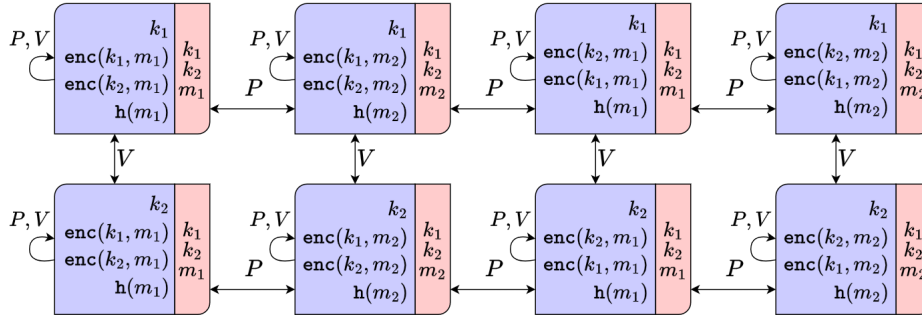 P, V
k₁
enc(k₁, m₁)
enc(k₂, m₁)
h(m₁)
k₁
k₂
m₁
P
P, V
k₁
enc(k₁, m₂)
enc(k₂, m₂)
h(m₂)
k₁
k₂
m₂
P
P, V
k₁
enc(k₂, m₁)
enc(k₁, m₁)
h(m₁)
k₁
k₂
m₁
P
P, V
k₁
enc(k₂, m₂)
enc(k₁, m₂)
h(m₂)
k₁
k₂
m₂
V
V
V
V
P, V
k₂
enc(k₁, m₁)
enc(k₂, m₁)
h(m₁)
k₁
k₂
m₁
P
P, V
k₂
enc(k₁, m₂)
enc(k₂, m₂)
h(m₂)
k₁
k₂
m₂
P
P, V
k₂
enc(k₂, m₁)
enc(k₁, m₁)
h(m₁)
k₁
k₂
m₁
P
P, V
k₂
enc(k₂, m₂)
enc(k₁, m₂)
h(m₂)
k₁
k₂
m₂